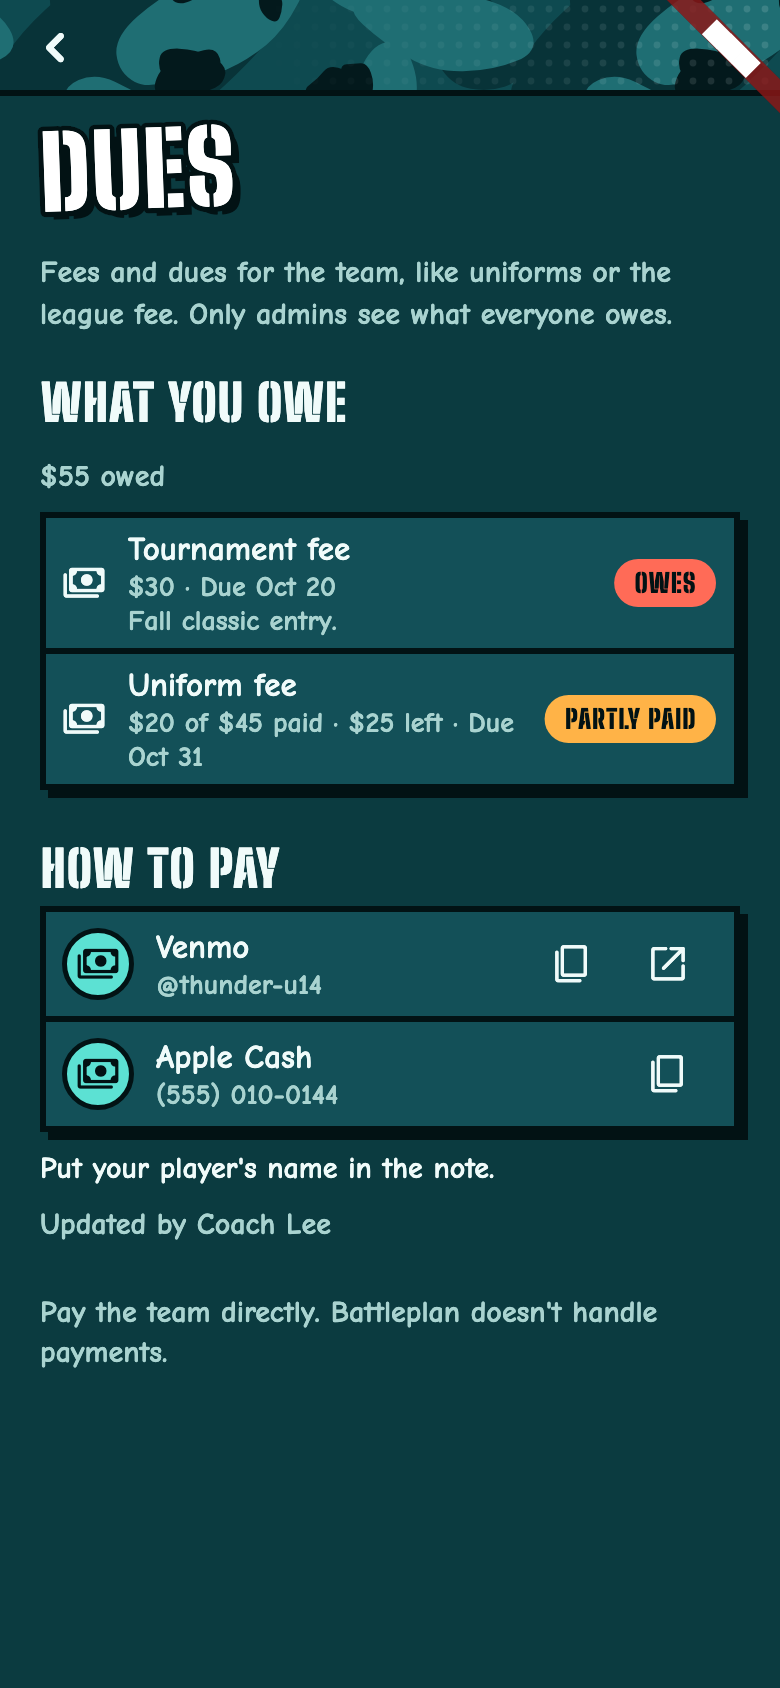 DUES
Fees and dues for the team, like uniforms or the
league fee. Only admins see what everyone owes.
WHAT YOU OWE
$55 owed
Tournament fee
$30 · Due Oct 20
Fall classic entry.
OWES
Uniform fee
$20 of $45 paid · $25 left · Due
Oct 31
PARTLY PAID
HOW TO PAY
Venmo
@thunder-u14
Apple Cash
(555) 010-0144
Put your player's name in the note.
Updated by Coach Lee
Pay the team directly. Battleplan doesn't handle
payments.